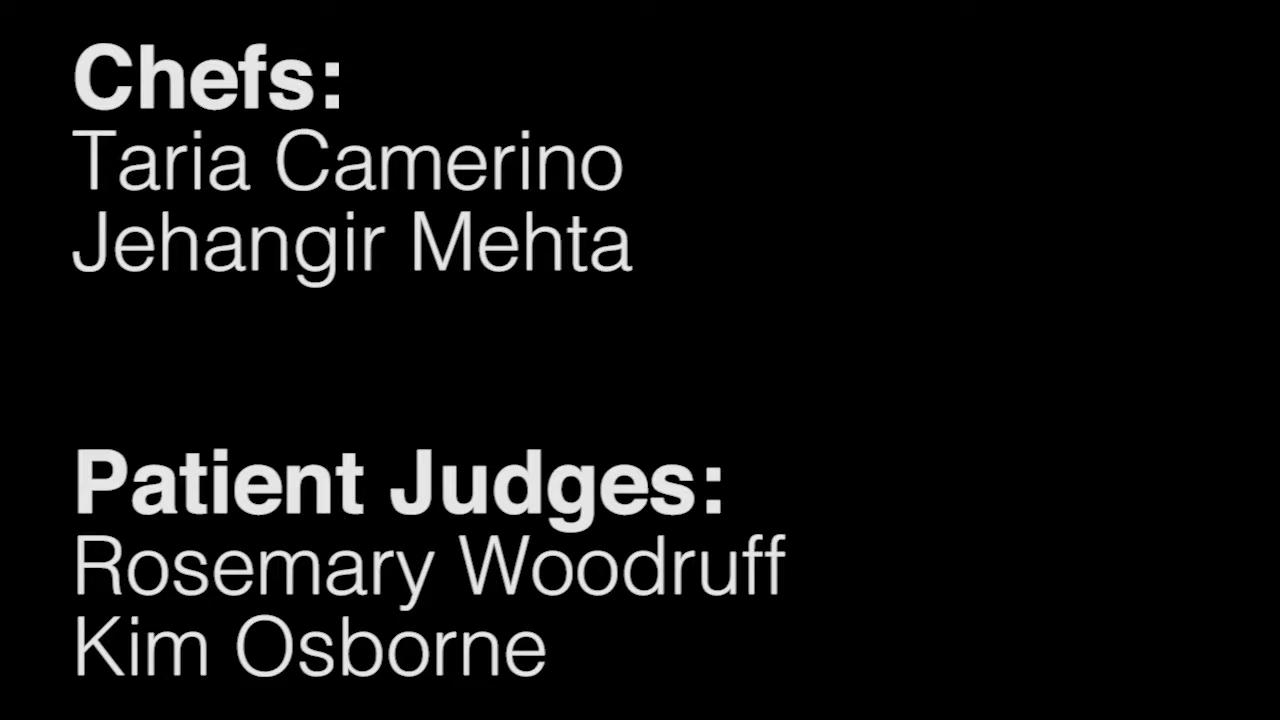 Chefs:
Taria Camerino
Jehangir Mehta
Patient Judges:
Rosemary Woodruff
Kim Osborne